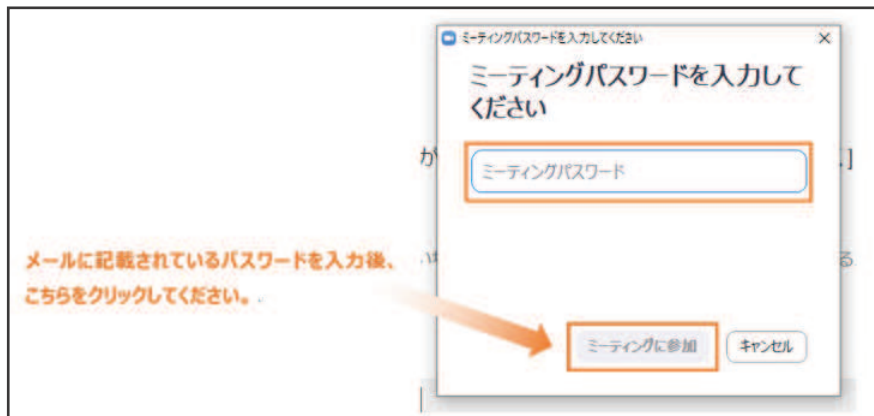 ミーティングパスワードを入力してください
ミーティングパスワードを入力して
ください
が
.]
ミーティングパスワード
メールに記載されているパスワードを入力後、
る
こちらをクリックしてください。
ミーティングに参加
キャンセル